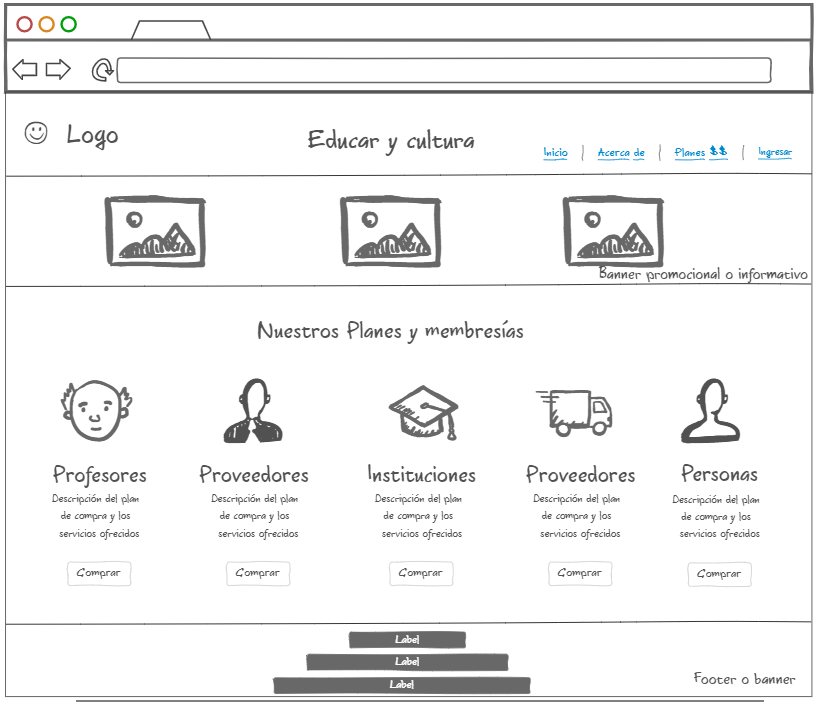 Logo
Educar y cultura
Inicio | Acerca de | Planes $$ | Ingresar
Banner promocional o informativo
Nuestros Planes y membresías
Profesores
Descripción del plan
de compra y los
servicios ofrecidos
Comprar
Proveedores
Descripción del plan
de compra y los
servicios ofrecidos
Comprar
Instituciones
Descripción del plan
de compra y los
servicios ofrecidos
Comprar
Proveedores
Descripción del plan
de compra y los
servicios ofrecidos
Comprar
Personas
Descripción del plan
de compra y los
servicios ofrecidos
Comprar
Label
Label
Label
Footer o banner